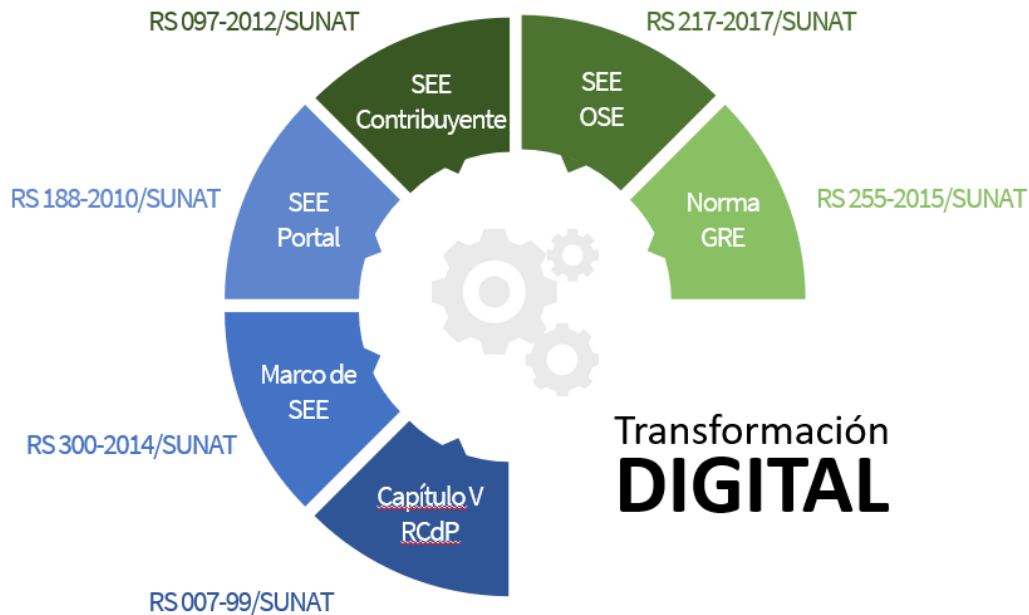 RS 097-2012/SUNAT
RS 217-2017/SUNAT
SEE
Contribuyente
SEE
OSE
RS 188-2010/SUNAT
SEE
Portal
Norma
GRE
RS 255-2015/SUNAT
Marco de
SEE
RS 300-2014/SUNAT
Transformación
DIGITAL
Capítulo V
RCdP
RS 007-99/SUNAT